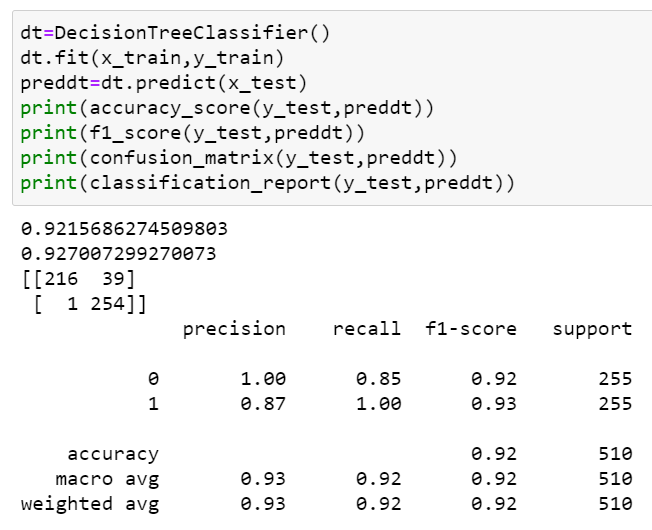 dt=DecisionTreeClassifier()
dt.fit(x_train,y_train)
preddt=dt.predict(x_test)
print(accuracy_score(y_test,preddt))
print(f1_score(y_test,preddt))
print(confusion_matrix(y_test,preddt))
print(classification_report(y_test,preddt))
0.9215686274509803
0.927007299270073
[[216  39]
 [  1 254]]
              precision    recall  f1-score   support
           0       1.00      0.85      0.92       255
           1       0.87      1.00      0.93       255
    accuracy                           0.92       510
   macro avg       0.93      0.92      0.92       510
weighted avg       0.93      0.92      0.92       510